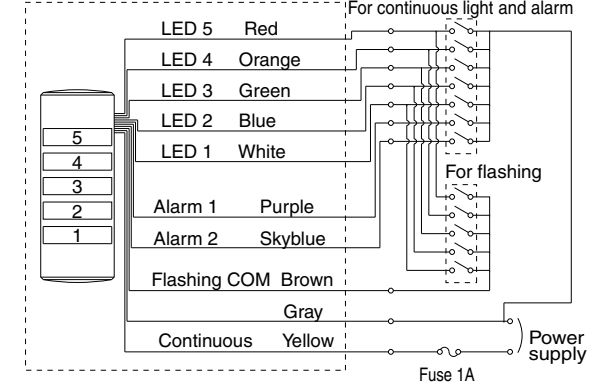 For continuous light and alarm
LED 5 Red
LED 4 Orange
LED 3 Green
LED 2 Blue
LED 1 White
5
4
3
2
1
For flashing
Alarm 1 Purple
Alarm 2 Skyblue
Flashing COM Brown
Gray
Continuous Yellow
Power
supply
Fuse 1A